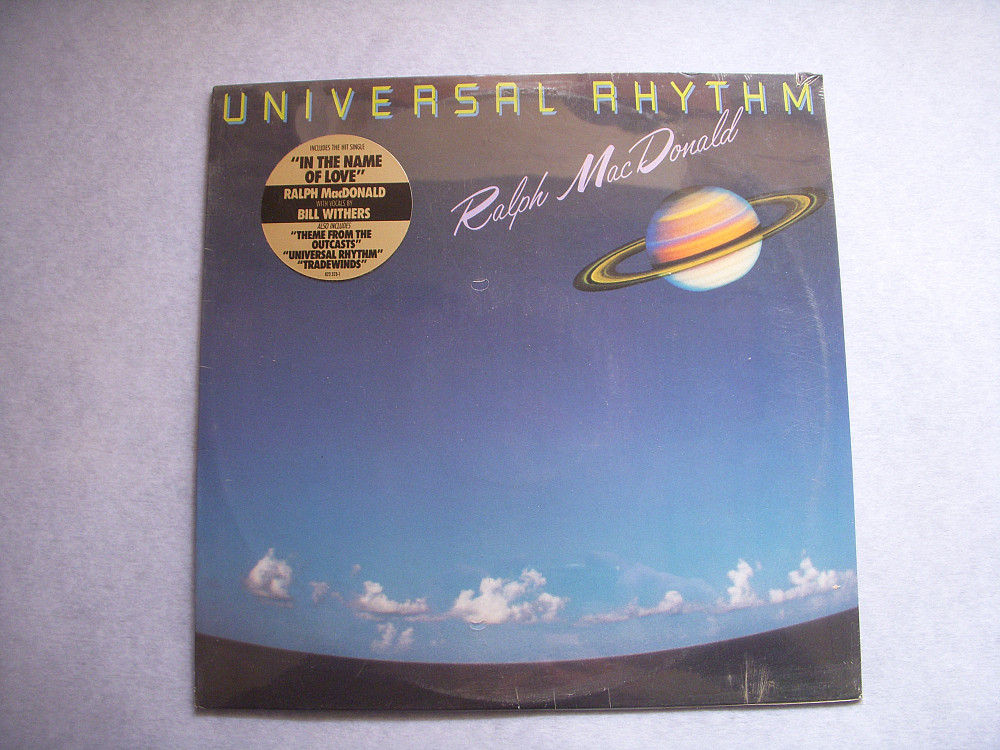 UNIVERSAL RHYTHM
Ralph MacDonald
INCLUDES THE HIT SINGLE
"IN THE NAME
OF LOVE"
RALPH MacDONALD
WITH VOCALS BY
BILL WITHERS
ALSO INCLUDES
"THEME FROM THE
OUTCASTS"
"UNIVERSAL RHYTHM"
"TRADEWINDS"